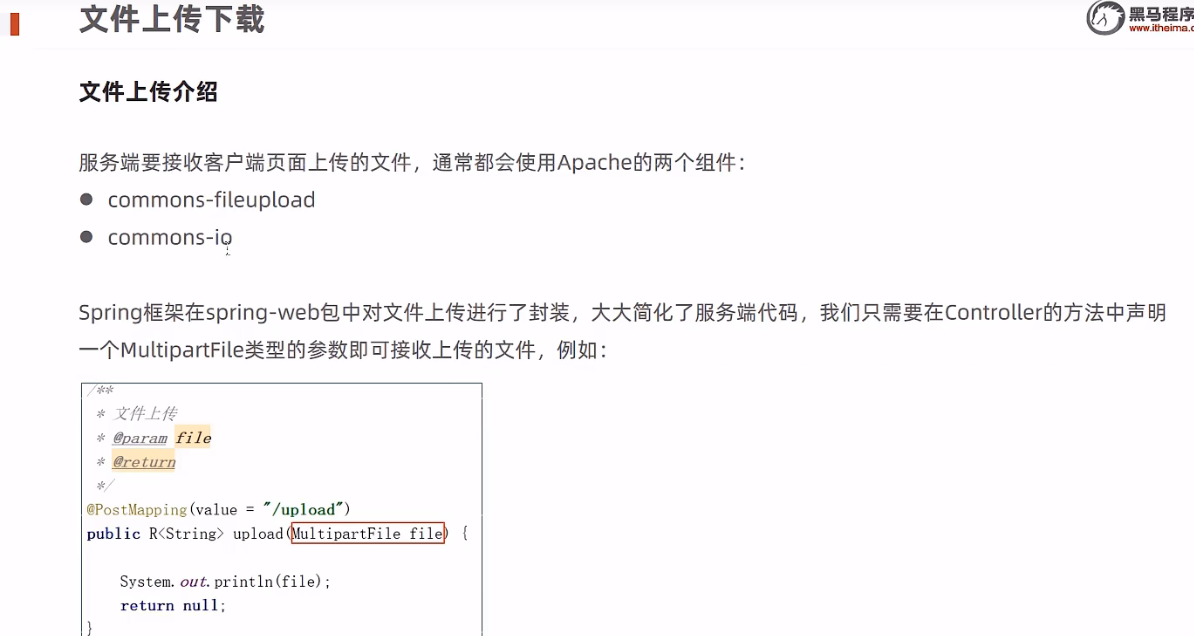 文件上传下载
黑马程序
www.itheima.c
文件上传介绍
服务端要接收客户端页面上传的文件，通常都会使用Apache的两个组件：
● commons-fileupload
● commons-io
Spring框架在spring-web包中对文件上传进行了封装，大大简化了服务端代码，我们只需要在Controller的方法中声明
一个MultipartFile类型的参数即可接收上传的文件，例如：
/**
* 文件上传
* @param file
* @return
*/
@PostMapping(value = "/upload")
public R<String> upload(MultipartFile file) {
System.out.println(file);
return null;
}